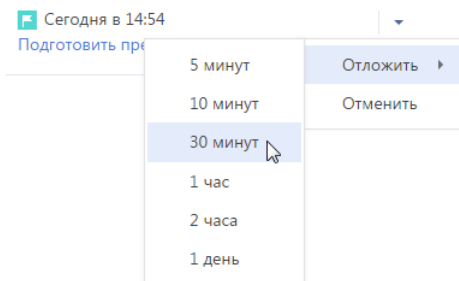 Сегодня в 14:54
Подготовить пре
5 минут
10 минут
30 минут
1 час
2 часа
1 день
Отложить
Отменить